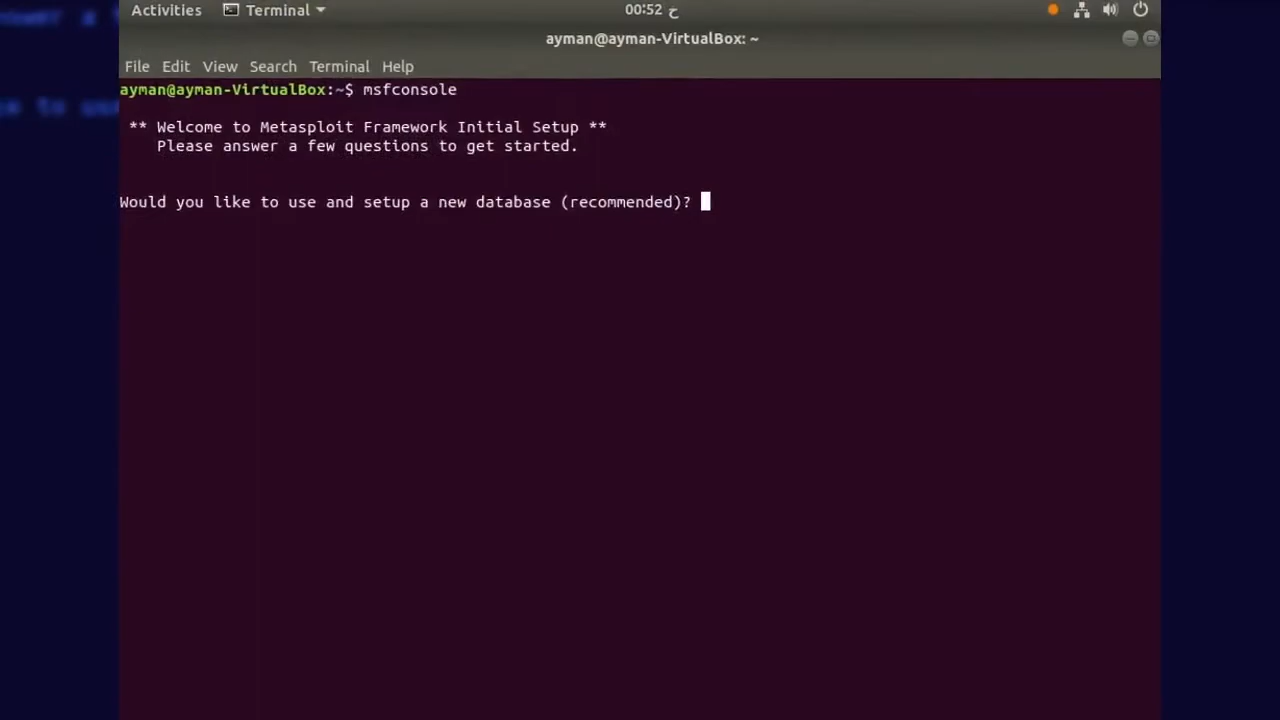 Activities Terminal 00:52 ح
ayman@ayman-VirtualBox: ~
File Edit View Search Terminal Help
ayman@ayman-VirtualBox:~$ msfconsole
** Welcome to Metasploit Framework Initial Setup **
Please answer a few questions to get started.
Would you like to use and setup a new database (recommended)?